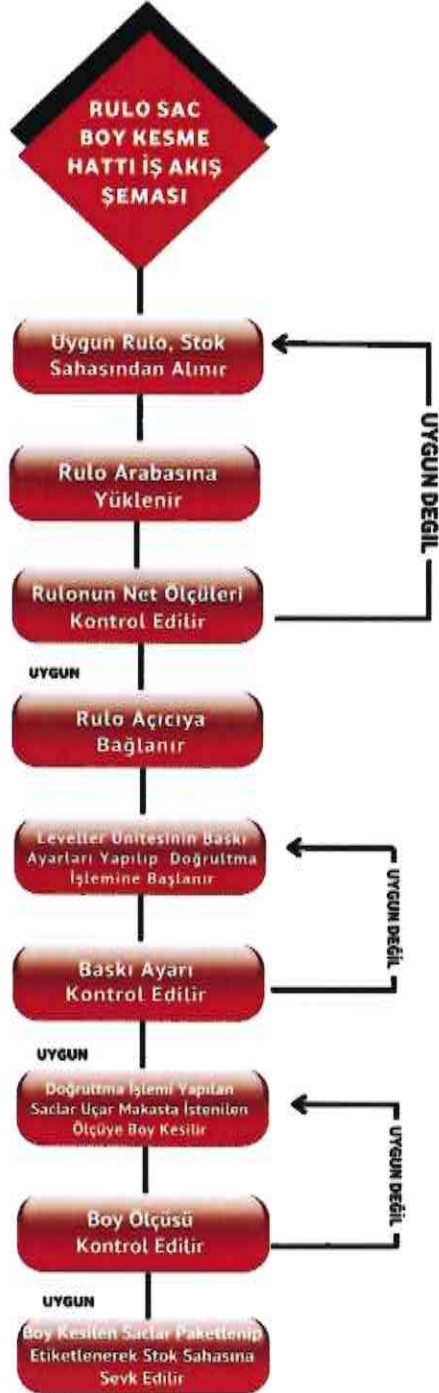 RULO SAC
BOY KESME
HATTI İŞ AKIŞ
ŞEMASI
Uygun Rulo, Stok
Sahasından Alınır
Rulo Arabasına
Yüklenir
UYGUN DEĞİL
Rulonun Net Ölçüleri
Kontrol Edilir
UYGUN
Rulo Açıcıya
Bağlanır
Leveller Ünitesinin Baskı
Ayarları Yapılıp Doğrultma
İşlemine Başlanır
UYGUN DEĞİL
Baskı Ayarı
Kontrol Edilir
UYGUN
Doğrultma İşlemi Yapılan
Saclar Uçar Makasta İstenilen
Ölçüye Boy Kesilir
UYGUN DEĞİL
Boy Ölçüsü
Kontrol Edilir
UYGUN
Boy Kesilen Saclar Paketlenip
Etiketlenerek Stok Sahasına
Sevk Edilir